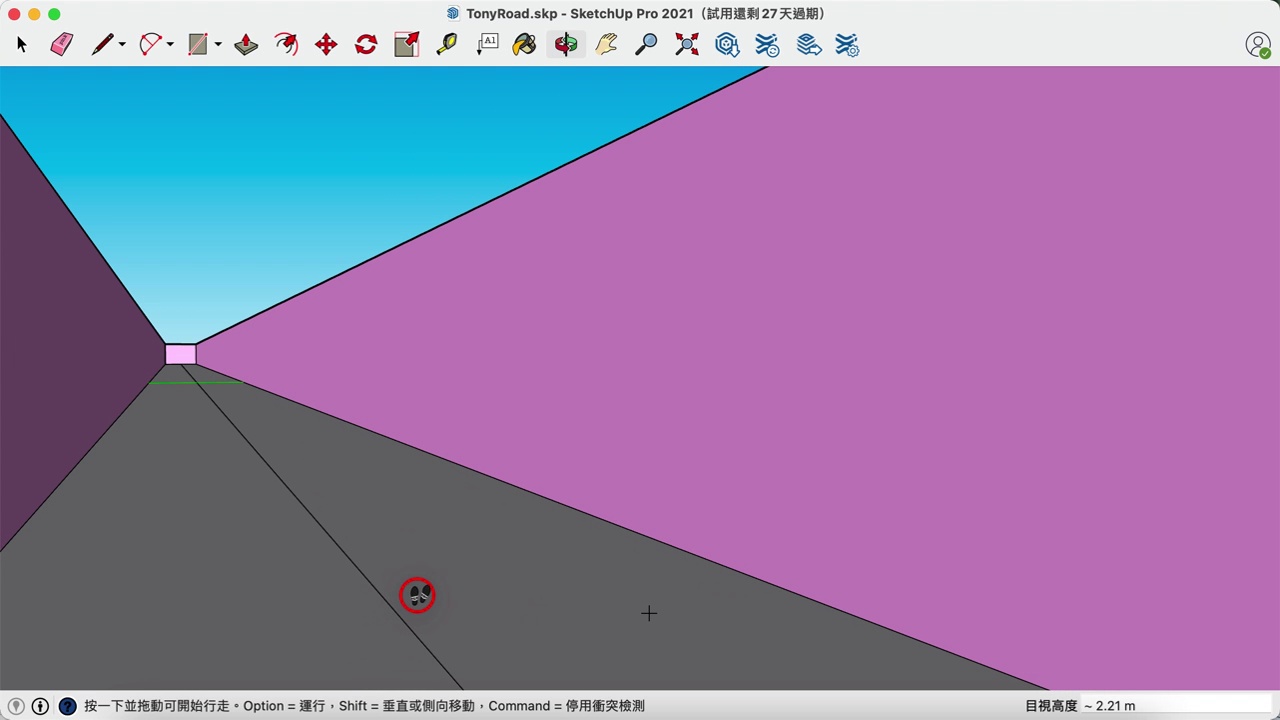 TonyRoad.skp - SketchUp Pro 2021（試用還剩 27 天過期）
A1
按一下並拖動可開始行走。Option = 運行，Shift = 垂直或側向移動，Command = 停用衝突檢測
目視高度 ~ 2.21 m